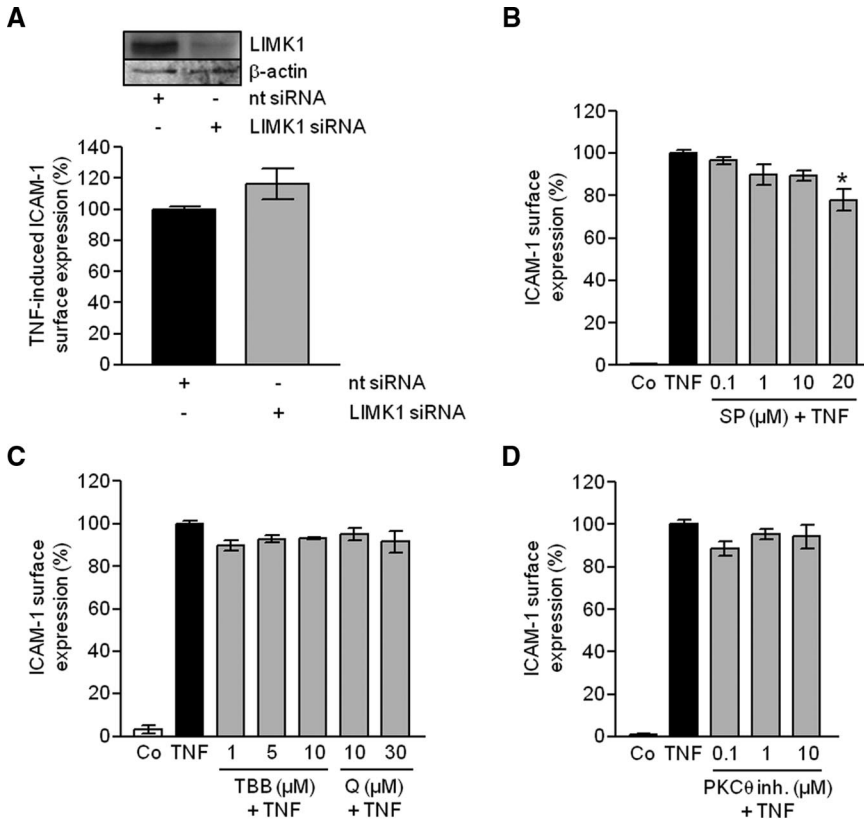 A
LIMK1
β-actin
+ - nt siRNA
- + LIMK1 siRNA
TNF-induced ICAM-1
surface expression (%)
140
120
100
80
60
40
20
0
+ - nt siRNA
- + LIMK1 siRNA
B
ICAM-1 surface
expression (%)
120
100
80
60
40
20
0
*
Co TNF 0.1 1 10 20
SP (µM) + TNF
C
ICAM-1 surface
expression (%)
120
100
80
60
40
20
0
Co TNF 1 5 10 10 30
TBB (µM) Q (µM)
+ TNF + TNF
D
ICAM-1 surface
expression (%)
120
100
80
60
40
20
0
Co TNF 0.1 1 10
PKCθ inh. (µM)
+ TNF